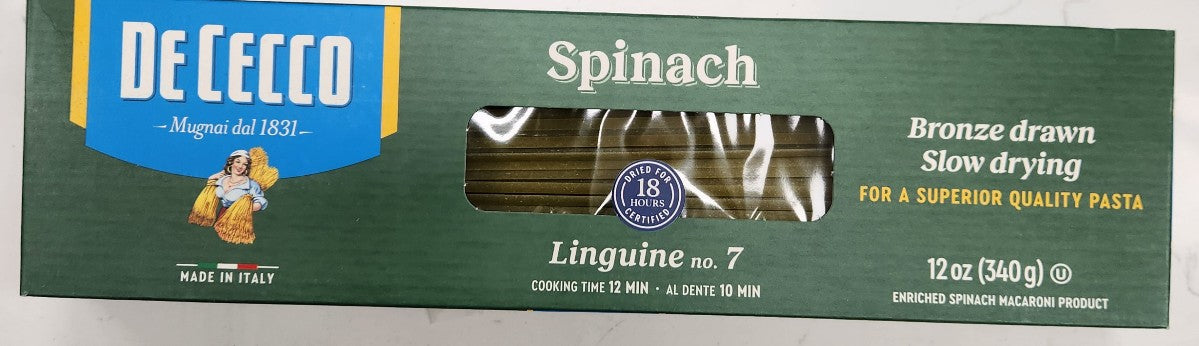 DE CECCO
Mugnai dal 1831
MADE IN ITALY
Spinach
DRIED FOR
18
HOURS
CERTIFIED
Linguine no. 7
COOKING TIME 12 MIN · AL DENTE 10 MIN
Bronze drawn
Slow drying
FOR A SUPERIOR QUALITY PASTA
12 oz (340 g) Ⓤ
ENRICHED SPINACH MACARONI PRODUCT